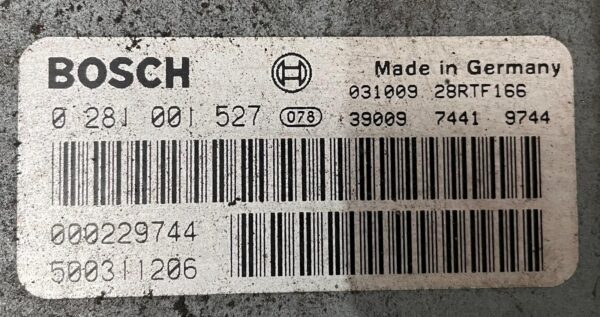 BOSCH
Made in Germany
031009 28RTF166
0 281 001 527 078 39009 7441 9744
000229744
500311206